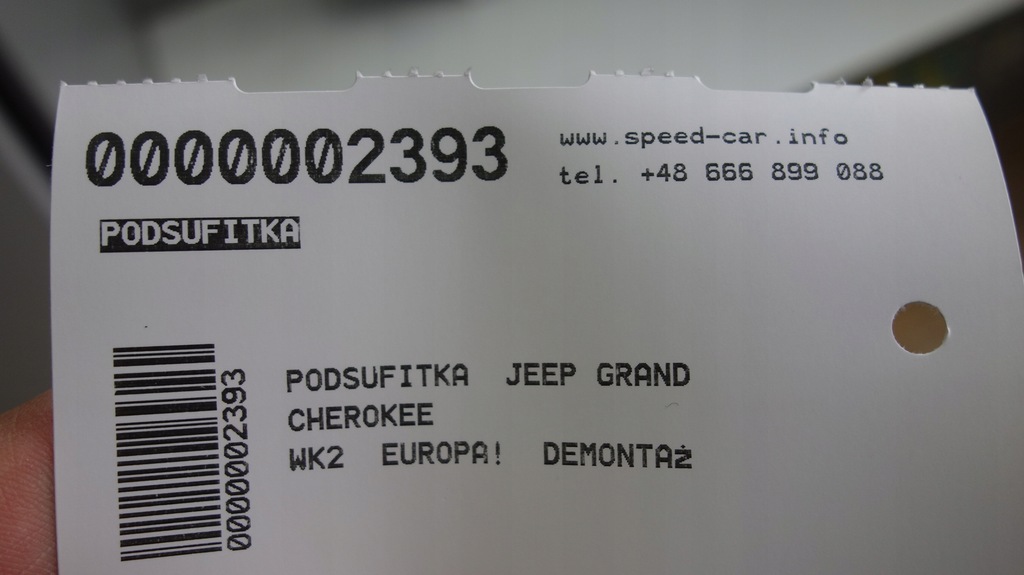 0000002393
www.speed-car.info
tel. +48 666 899 088
PODSUFITKA
0000002393
PODSUFITKA JEEP GRAND
CHEROKEE
WK2 EUROPA! DEMONTAż